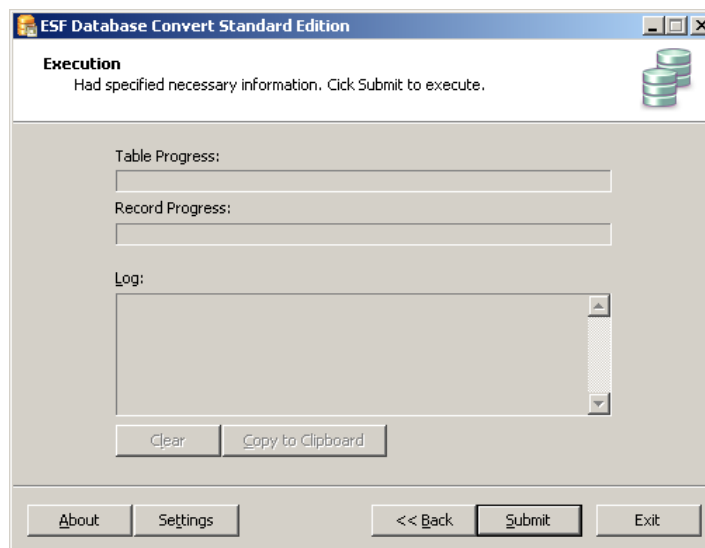 ESF Database Convert Standard Edition
Execution
Had specified necessary information. Cick Submit to execute.
Table Progress:
Record Progress:
Log:
Clear Copy to Clipboard
About Settings << Back Submit Exit